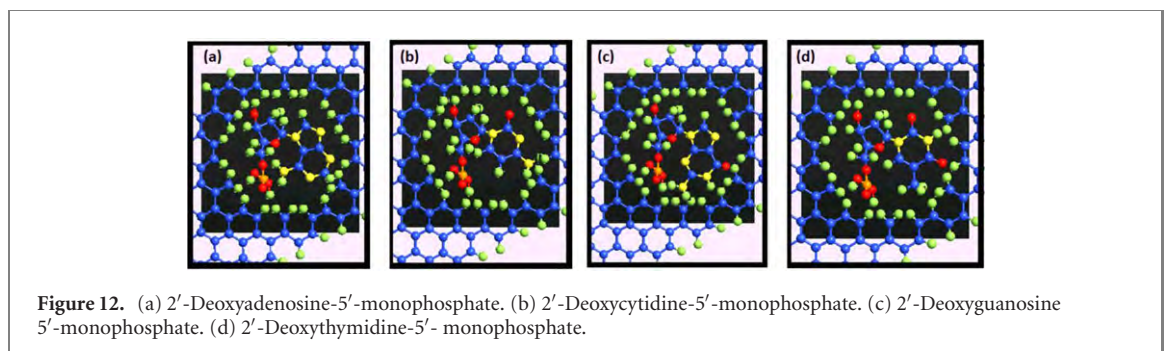 (a) (b) (c) (d)
Figure 12. (a) 2′-Deoxyadenosine-5′-monophosphate. (b) 2′-Deoxycytidine-5′-monophosphate. (c) 2′-Deoxyguanosine
5′-monophosphate. (d) 2′-Deoxythymidine-5′- monophosphate.